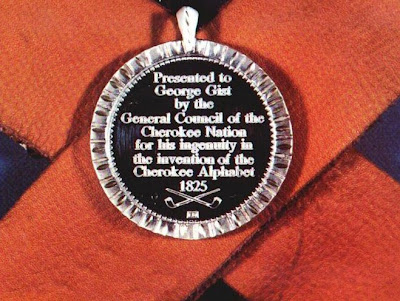 Presented to
George Gist
by the
General Council of the
Cherokee Nation
for his ingenuity in
the invention of the
Cherokee Alphabet
1825